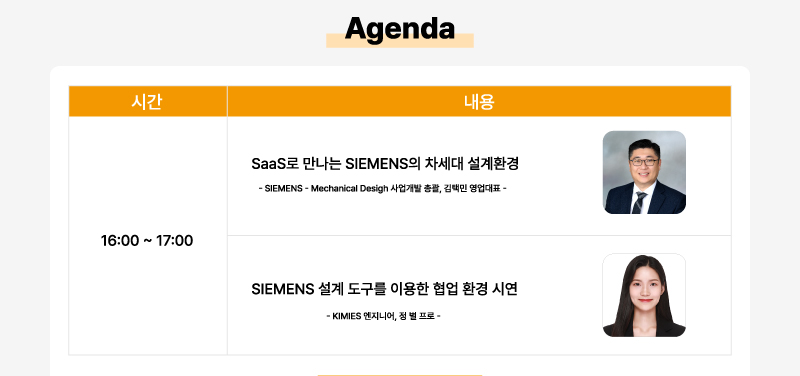 Agenda
시간
내용
16:00 ~ 17:00
SaaS로 만나는 SIEMENS의 차세대 설계환경
- SIEMENS - Mechanical Desigh 사업개발 총괄, 김택민 영업대표 -
SIEMENS 설계 도구를 이용한 협업 환경 시연
- KIMIES 엔지니어, 정 별 프로 -